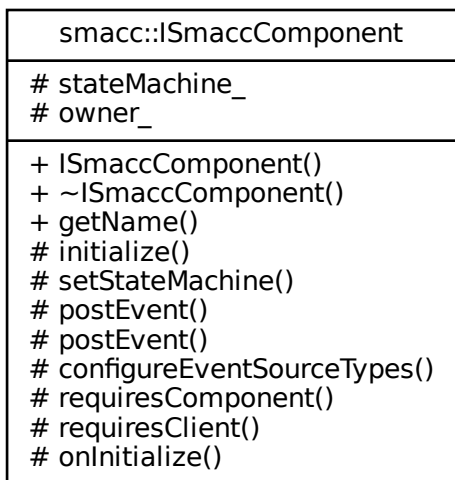 smacc::ISmaccComponent
# stateMachine_
# owner_
+ ISmaccComponent()
+ ~ISmaccComponent()
+ getName()
# initialize()
# setStateMachine()
# postEvent()
# postEvent()
# configureEventSourceTypes()
# requiresComponent()
# requiresClient()
# onInitialize()